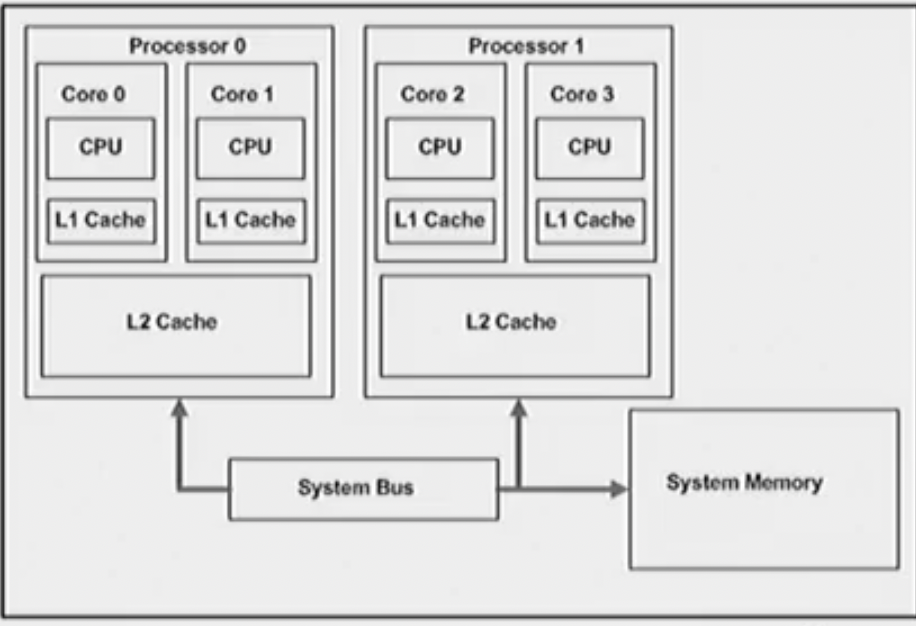 Processor 0
Core 0
Core 1
CPU
CPU
L1 Cache
L1 Cache
L2 Cache
Processor 1
Core 2
Core 3
CPU
CPU
L1 Cache
L1 Cache
L2 Cache
System Bus
System Memory